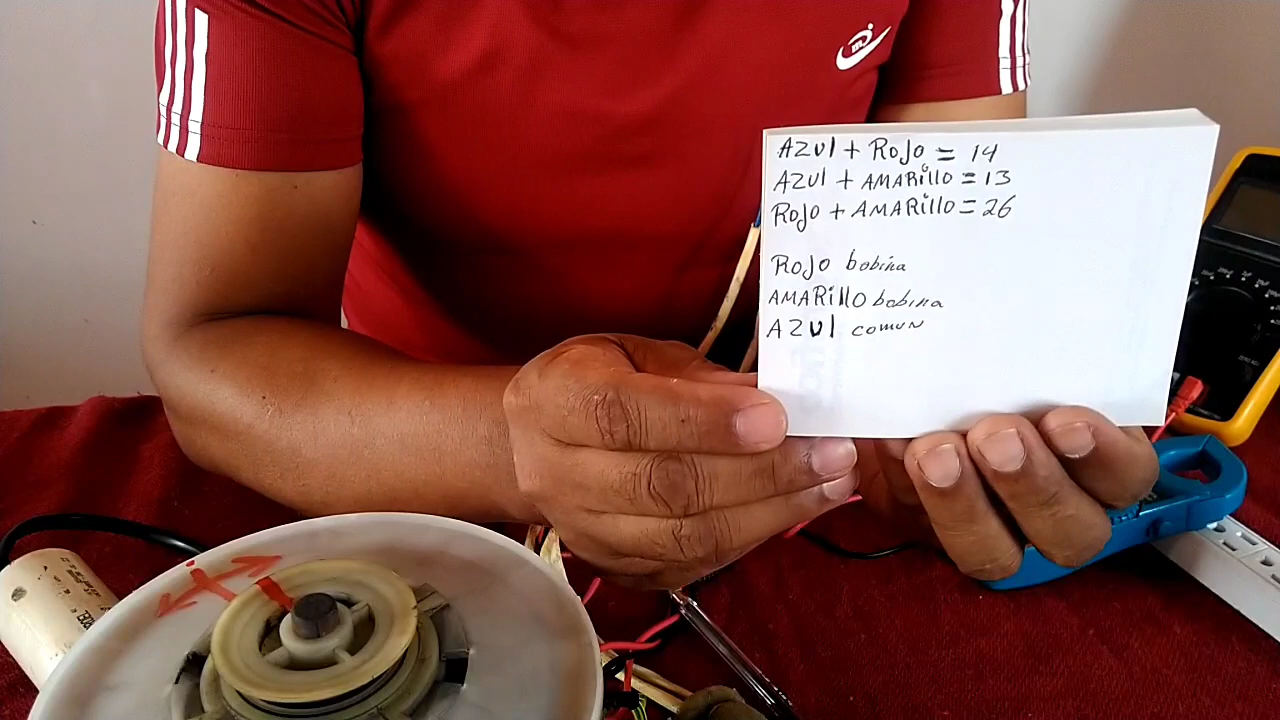 AZUL + ROJO = 14
AZUL + AMARILLO = 13
ROJO + AMARILLO = 26
ROJO bobina
AMARILLO bobina
AZUL COMUN